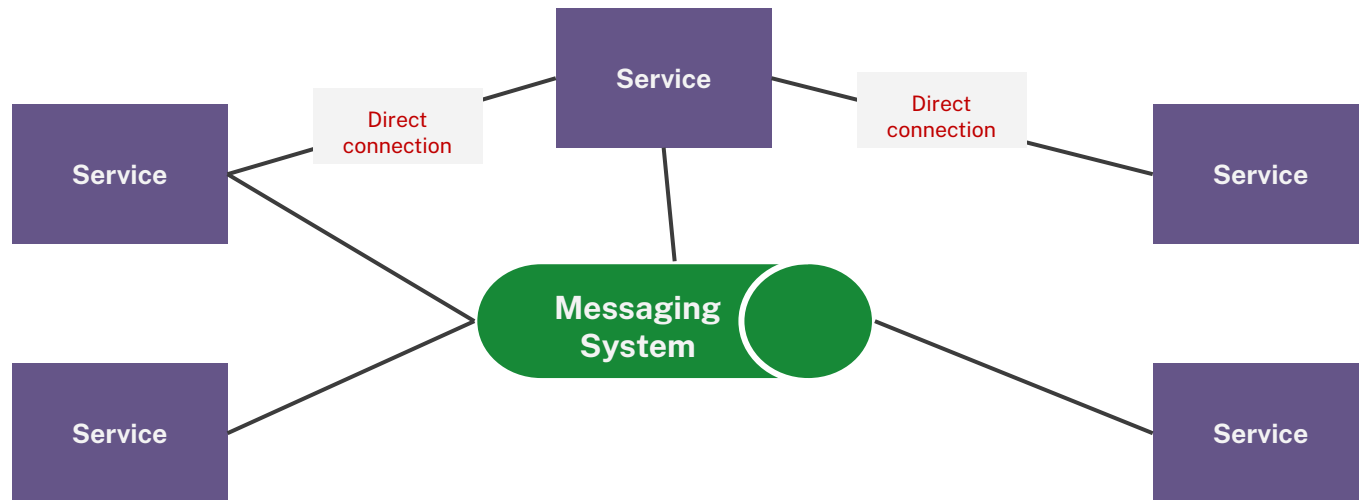 Service
Direct
connection
Direct
connection
Service
Service
Messaging
System
Service
Service